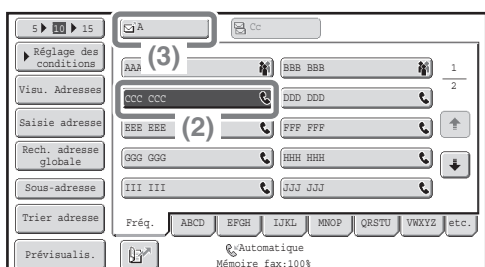 5 10 15
A
Cc
Réglage des
conditions
(3)
BBB BBB
1
2
Visu. Adresses
CCC CCC
DDD DDD
Saisie adresse
EEE EEE
(2)
FFF FFF
Rech. adresse
globale
GGG GGG
HHH HHH
Sous-adresse
III III
JJJ JJJ
Trier adresse
Fréq.
ABCD
EFGH
IJKL
MNOP
QRSTU
VWXYZ
etc.
Prévisualis.
Automatique
Mémoire fax:100%